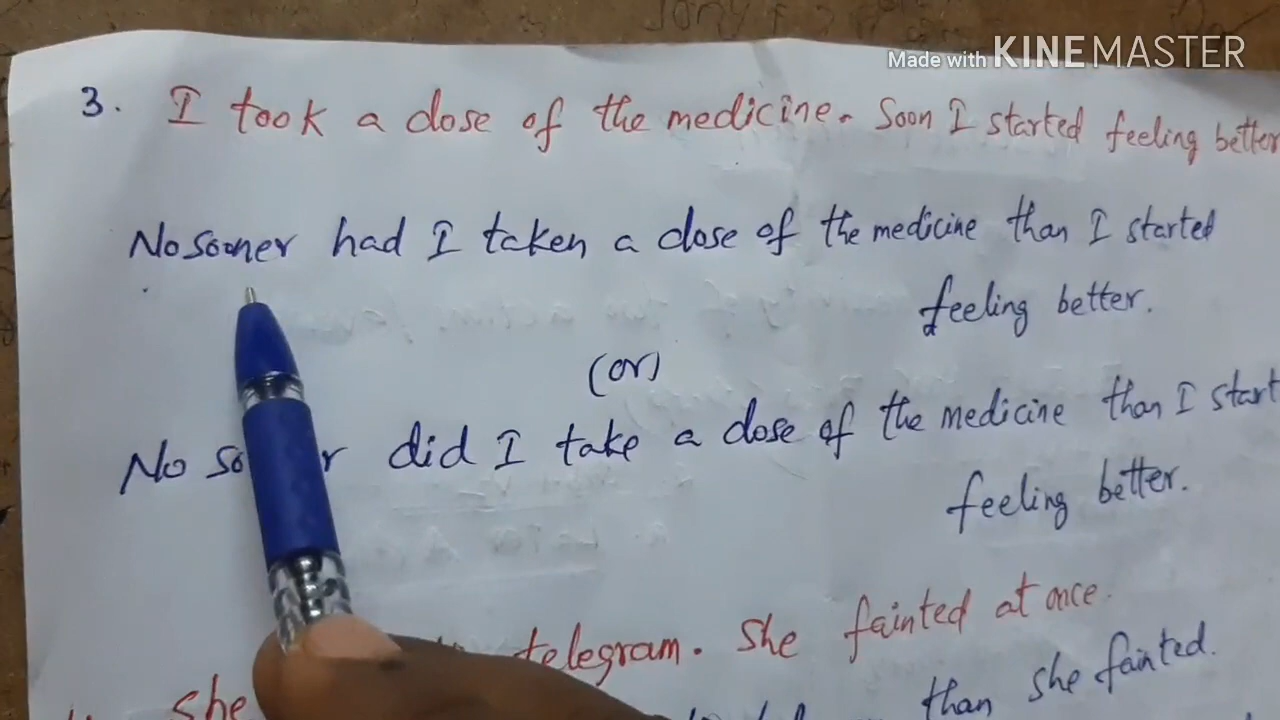 Made with KINEMASTER
3. I took a dose of the medicine. Soon I started feeling better
No sooner had I taken a dose of the medicine than I started
feeling better.
(or)
No did I take a dose of the medicine than I start
feeling better.
She telegram. She fainted at once.
than she fainted.